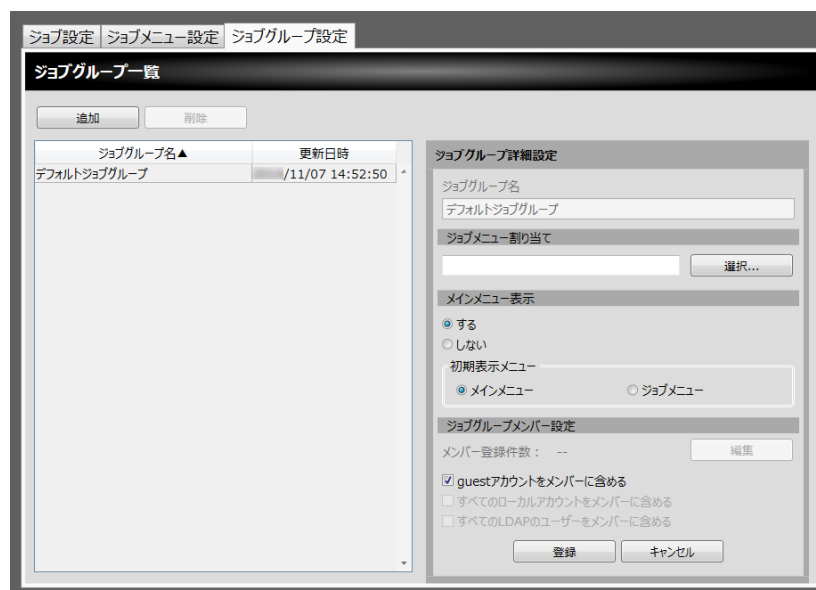 ジョブ設定 ジョブメニュー設定 ジョブグループ設定
ジョブグループ一覧
追加 削除
ジョブグループ名▲ 更新日時
デフォルトジョブグループ /11/07 14:52:50
ジョブグループ詳細設定
ジョブグループ名
デフォルトジョブグループ
ジョブメニュー割り当て
選択...
メインメニュー表示
する
しない
初期表示メニュー
メインメニュー ジョブメニュー
ジョブグループメンバー設定
メンバー登録件数： -- 編集
guestアカウントをメンバーに含める
すべてのローカルアカウントをメンバーに含める
すべてのLDAPのユーザーをメンバーに含める
登録 キャンセル